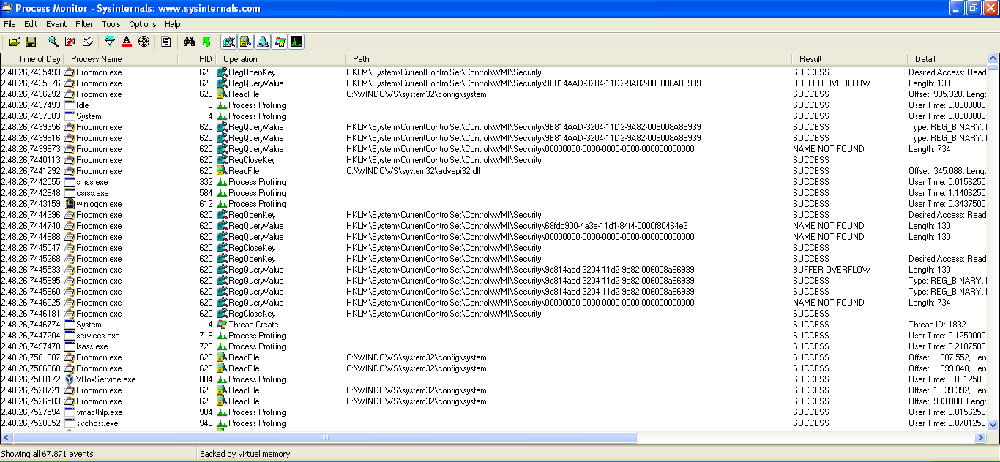 Process Monitor - Sysinternals: www.sysinternals.com
File Edit Event Filter Tools Options Help
Time of Day Process Name PID Operation Path Result Detail
2.48.26,7435493 Procmon.exe 620 RegOpenKey HKLM\System\CurrentControlSet\Control\WMI\Security SUCCESS Desired Access: Read
2.48.26,7435976 Procmon.exe 620 RegQueryValue HKLM\System\CurrentControlSet\Control\WMI\Security\9E814AAD-3204-11D2-9A82-006008A86939 BUFFER OVERFLOW Length: 130
2.48.26,7436292 Procmon.exe 620 ReadFile C:\WINDOWS\system32\config\system SUCCESS Offset: 995.328, Lengt
2.48.26,7437493 Idle 0 Process Profiling SUCCESS User Time: 0.0000000
2.48.26,7437803 System 4 Process Profiling SUCCESS User Time: 0.0000000
2.48.26,7439356 Procmon.exe 620 RegQueryValue HKLM\System\CurrentControlSet\Control\WMI\Security\9E814AAD-3204-11D2-9A82-006008A86939 SUCCESS Type: REG_BINARY,
2.48.26,7439616 Procmon.exe 620 RegQueryValue HKLM\System\CurrentControlSet\Control\WMI\Security\9E814AAD-3204-11D2-9A82-006008A86939 SUCCESS Type: REG_BINARY,
2.48.26,7439873 Procmon.exe 620 RegQueryValue HKLM\System\CurrentControlSet\Control\WMI\Security\00000000-0000-0000-0000-000000000000 NAME NOT FOUND Length: 734
2.48.26,7440113 Procmon.exe 620 RegCloseKey HKLM\System\CurrentControlSet\Control\WMI\Security SUCCESS
2.48.26,7441292 Procmon.exe 620 ReadFile C:\WINDOWS\system32\advapi32.dll SUCCESS Offset: 345.088, Lengt
2.48.26,7442555 smss.exe 332 Process Profiling SUCCESS User Time: 0.0156250
2.48.26,7442848 csrss.exe 584 Process Profiling SUCCESS User Time: 1.1406250
2.48.26,7443159 winlogon.exe 612 Process Profiling SUCCESS User Time: 0.3437500
2.48.26,7444396 Procmon.exe 620 RegOpenKey HKLM\System\CurrentControlSet\Control\WMI\Security SUCCESS Desired Access: Read
2.48.26,7444740 Procmon.exe 620 RegQueryValue HKLM\System\CurrentControlSet\Control\WMI\Security\68fdd900-4a3e-11d1-84f4-0000f80464e3 NAME NOT FOUND Length: 130
2.48.26,7444888 Procmon.exe 620 RegQueryValue HKLM\System\CurrentControlSet\Control\WMI\Security\00000000-0000-0000-0000-000000000000 NAME NOT FOUND Length: 130
2.48.26,7445047 Procmon.exe 620 RegCloseKey HKLM\System\CurrentControlSet\Control\WMI\Security SUCCESS
2.48.26,7445268 Procmon.exe 620 RegOpenKey HKLM\System\CurrentControlSet\Control\WMI\Security SUCCESS Desired Access: Read
2.48.26,7445533 Procmon.exe 620 RegQueryValue HKLM\System\CurrentControlSet\Control\WMI\Security\9e814aad-3204-11d2-9a82-006008a86939 BUFFER OVERFLOW Length: 130
2.48.26,7445695 Procmon.exe 620 RegQueryValue HKLM\System\CurrentControlSet\Control\WMI\Security\9e814aad-3204-11d2-9a82-006008a86939 SUCCESS Type: REG_BINARY,
2.48.26,7445860 Procmon.exe 620 RegQueryValue HKLM\System\CurrentControlSet\Control\WMI\Security\9e814aad-3204-11d2-9a82-006008a86939 SUCCESS Type: REG_BINARY,
2.48.26,7446025 Procmon.exe 620 RegQueryValue HKLM\System\CurrentControlSet\Control\WMI\Security\00000000-0000-0000-0000-000000000000 NAME NOT FOUND Length: 734
2.48.26,7446181 Procmon.exe 620 RegCloseKey HKLM\System\CurrentControlSet\Control\WMI\Security SUCCESS
2.48.26,7446774 System 4 Thread Create SUCCESS Thread ID: 1832
2.48.26,7447204 services.exe 716 Process Profiling SUCCESS User Time: 0.1250000
2.48.26,7497478 lsass.exe 728 Process Profiling SUCCESS User Time: 0.2187500
2.48.26,7501607 Procmon.exe 620 ReadFile C:\WINDOWS\system32\config\system SUCCESS Offset: 1.687.552, Len
2.48.26,7506960 Procmon.exe 620 ReadFile C:\WINDOWS\system32\config\system SUCCESS Offset: 1.699.840, Len
2.48.26,7508172 VBoxService.exe 884 Process Profiling SUCCESS User Time: 0.0312500
2.48.26,7520721 Procmon.exe 620 ReadFile C:\WINDOWS\system32\config\system SUCCESS Offset: 1.339.392, Len
2.48.26,7526583 Procmon.exe 620 ReadFile C:\WINDOWS\system32\config\system SUCCESS Offset: 933.888, Lengt
2.48.26,7527594 vmacthlp.exe 904 Process Profiling SUCCESS User Time: 0.0156250
2.48.26,7528052 svchost.exe 948 Process Profiling SUCCESS User Time: 0.0781250
Showing all 67.871 events Backed by virtual memory